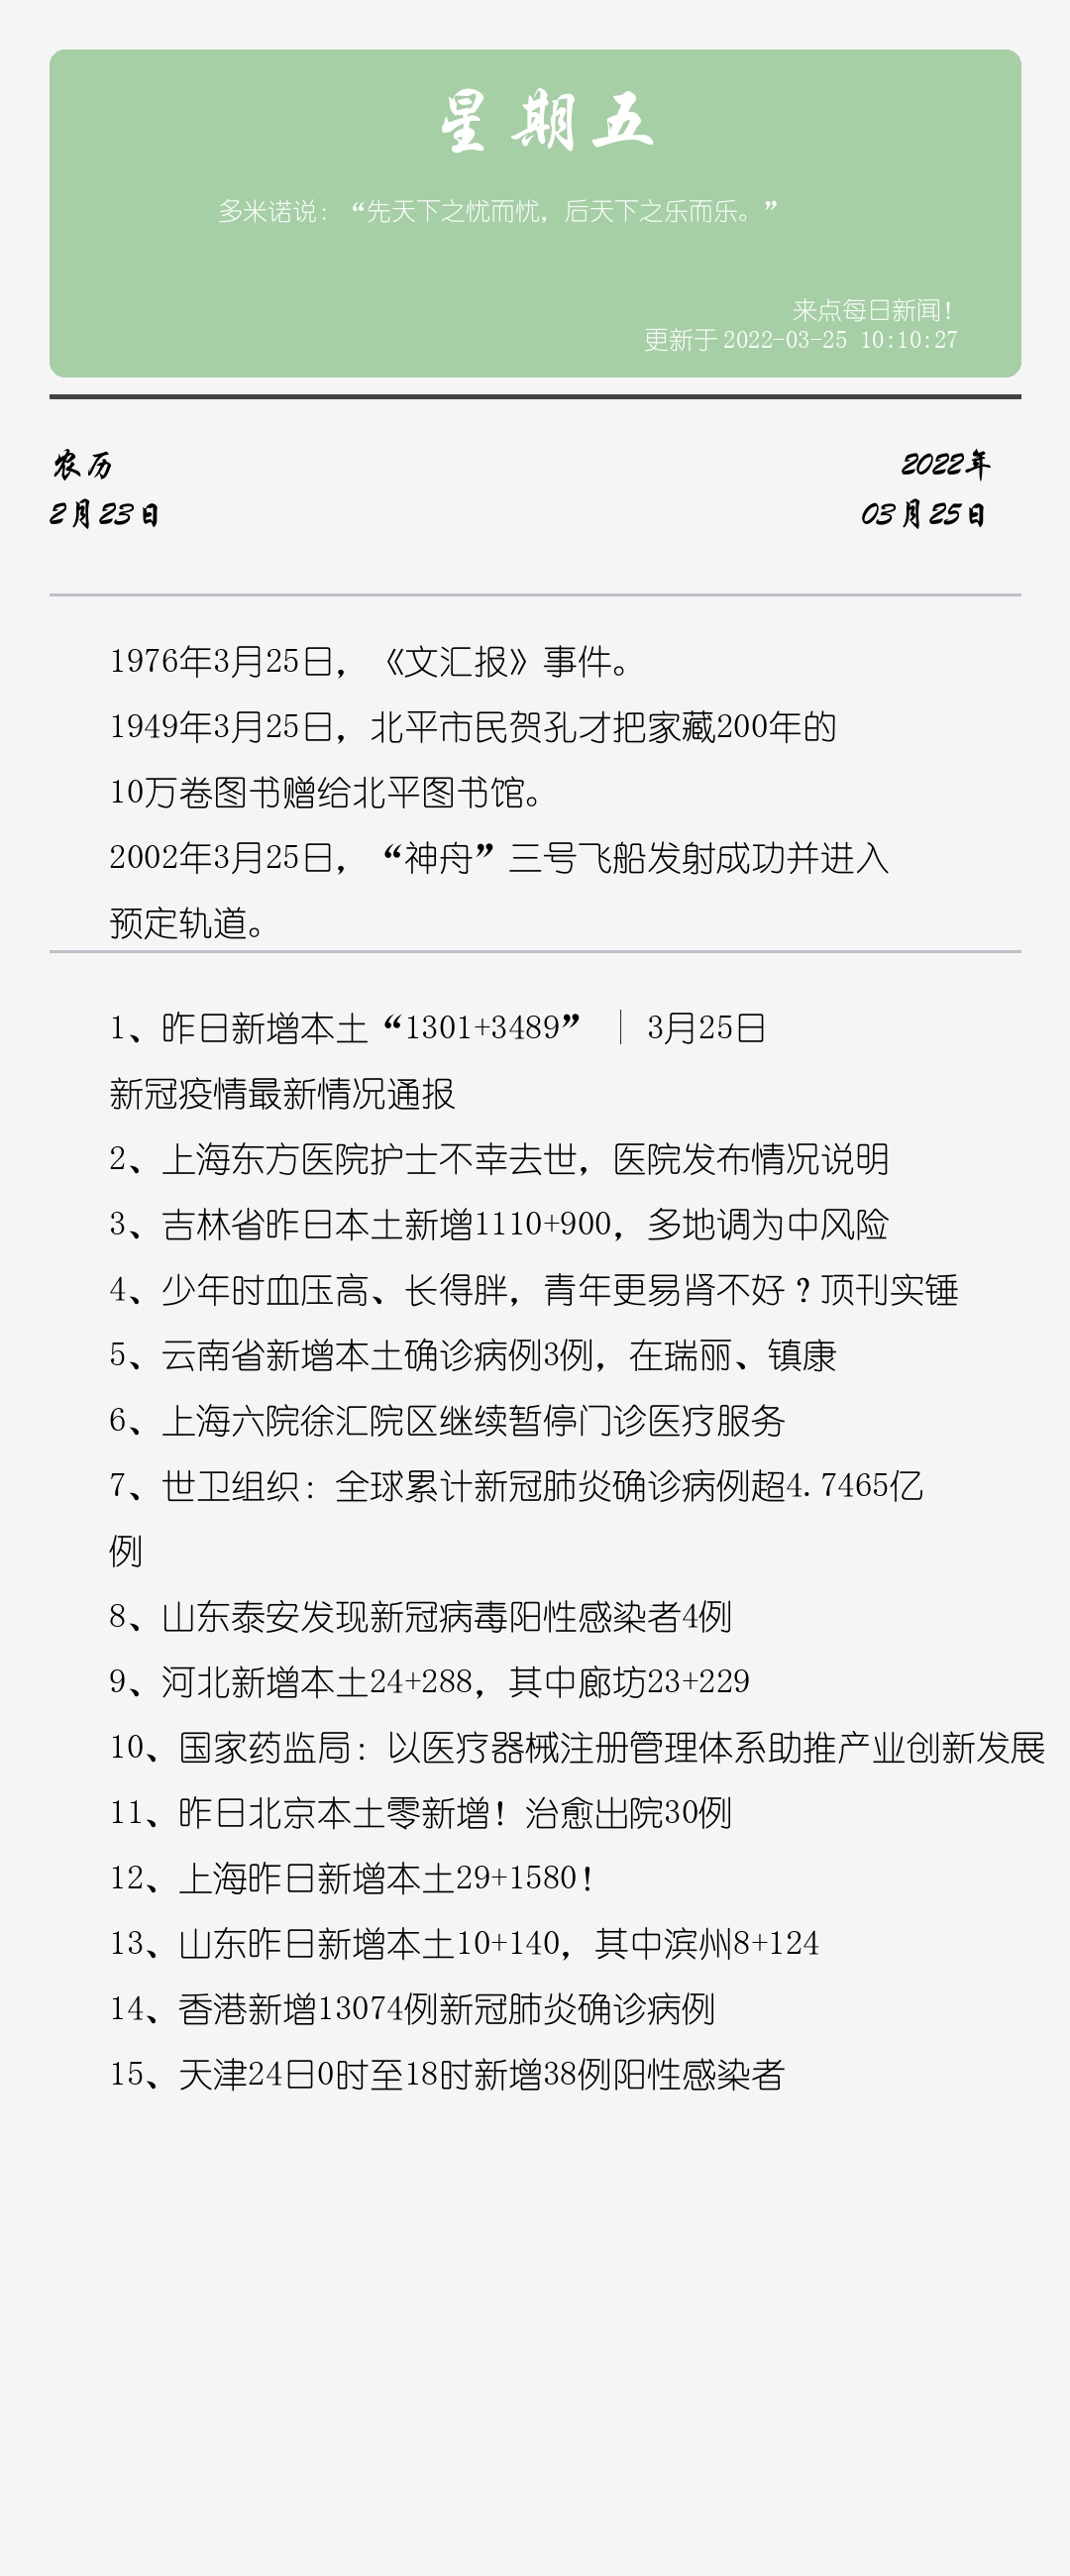 星期五
多米诺说：“先天下之忧而忧，后天下之乐而乐。”
来点每日新闻！
更新于 2022-03-25 10:10:27
农历
2月23日
2022年
03月25日
1976年3月25日，《文汇报》事件。
1949年3月25日，北平市民贺孔才把家藏200年的
10万卷图书赠给北平图书馆。
2002年3月25日，“神舟”三号飞船发射成功并进入
预定轨道。
1、昨日新增本土“1301+3489”｜3月25日
新冠疫情最新情况通报
2、上海东方医院护士不幸去世，医院发布情况说明
3、吉林省昨日本土新增1110+900，多地调为中风险
4、少年时血压高、长得胖，青年更易肾不好？顶刊实锤
5、云南省新增本土确诊病例3例，在瑞丽、镇康
6、上海六院徐汇院区继续暂停门诊医疗服务
7、世卫组织：全球累计新冠肺炎确诊病例超4.7465亿
例
8、山东泰安发现新冠病毒阳性感染者4例
9、河北新增本土24+288，其中廊坊23+229
10、国家药监局：以医疗器械注册管理体系助推产业创新发展
11、昨日北京本土零新增！治愈出院30例
12、上海昨日新增本土29+1580！
13、山东昨日新增本土10+140，其中滨州8+124
14、香港新增13074例新冠肺炎确诊病例
15、天津24日0时至18时新增38例阳性感染者